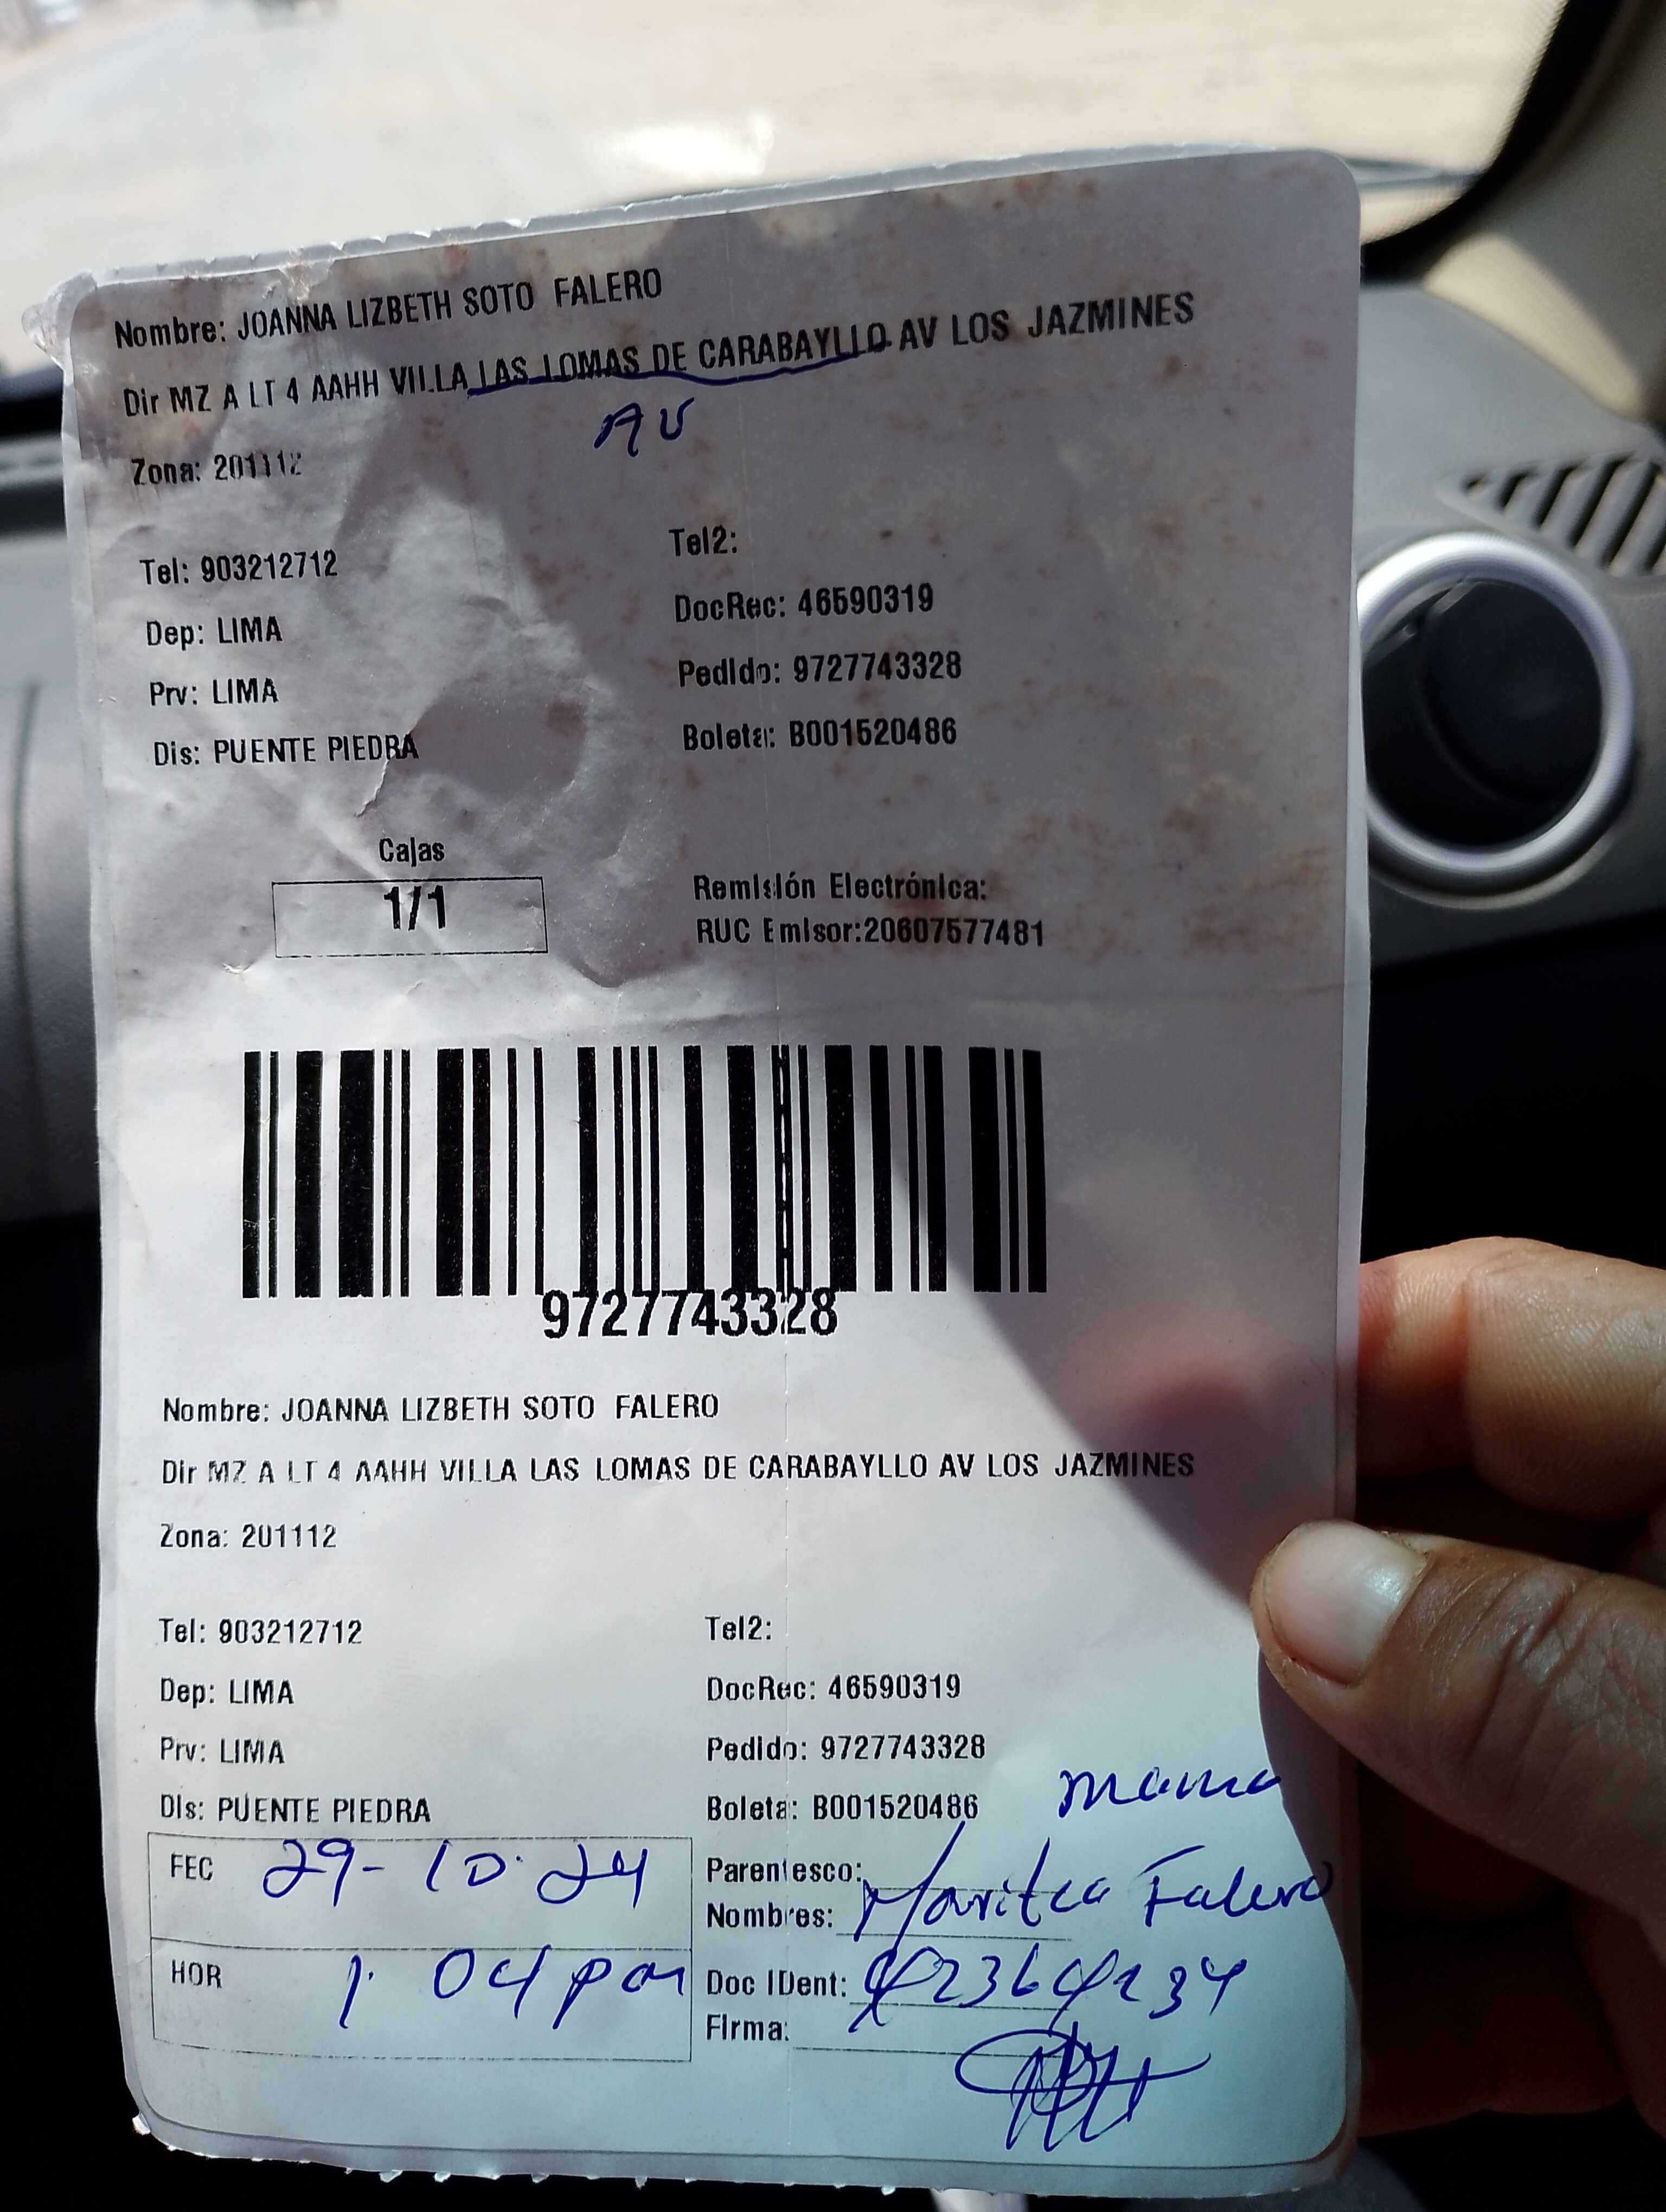 Nombre: JOANNA LIZBETH SOTO FALERO
Dir MZ A LT 4 AAHH VILLA LAS LOMAS DE CARABAYLLO AV LOS JAZMINES
AV
Zona: 201112
Tel: 903212712
Tel2:
Dep: LIMA
DocRec: 46590319
Prv: LIMA
Pedido: 9727743328
Dis: PUENTE PIEDRA
Boleta: B001520486
Cajas
1/1
Remisión Electrónica:
RUC Emisor:20607577481
9727743328
Nombre: JOANNA LIZBETH SOTO FALERO
Dir MZ A LT 4 AAHH VILLA LAS LOMAS DE CARABAYLLO AV LOS JAZMINES
Zona: 201112
Tel: 903212712
Tel2:
Dep: LIMA
DocRec: 46590319
Prv: LIMA
Pedido: 9727743328
Dis: PUENTE PIEDRA
Boleta: B001520486
mama
FEC 29-10-24
Parentesco:
Nombres: Maritza Falero
HOR 1.04 pm
Doc IDent:
Firma: